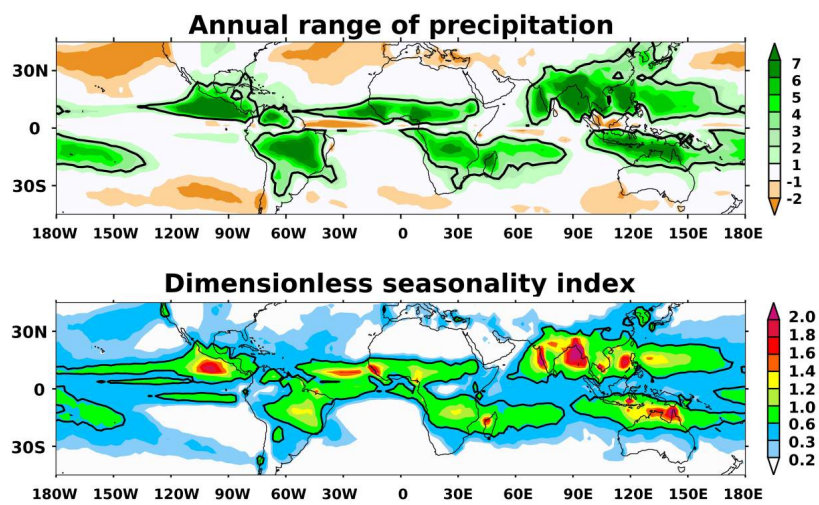 Annual range of precipitation
30N
0
30S
180W 150W 120W 90W 60W 30W 0 30E 60E 90E 120E 150E 180E
7
6
5
4
3
2
1
-1
-2
Dimensionless seasonality index
30N
0
30S
180W 150W 120W 90W 60W 30W 0 30E 60E 90E 120E 150E 180E
2.0
1.8
1.6
1.4
1.2
1.0
0.6
0.3
0.2